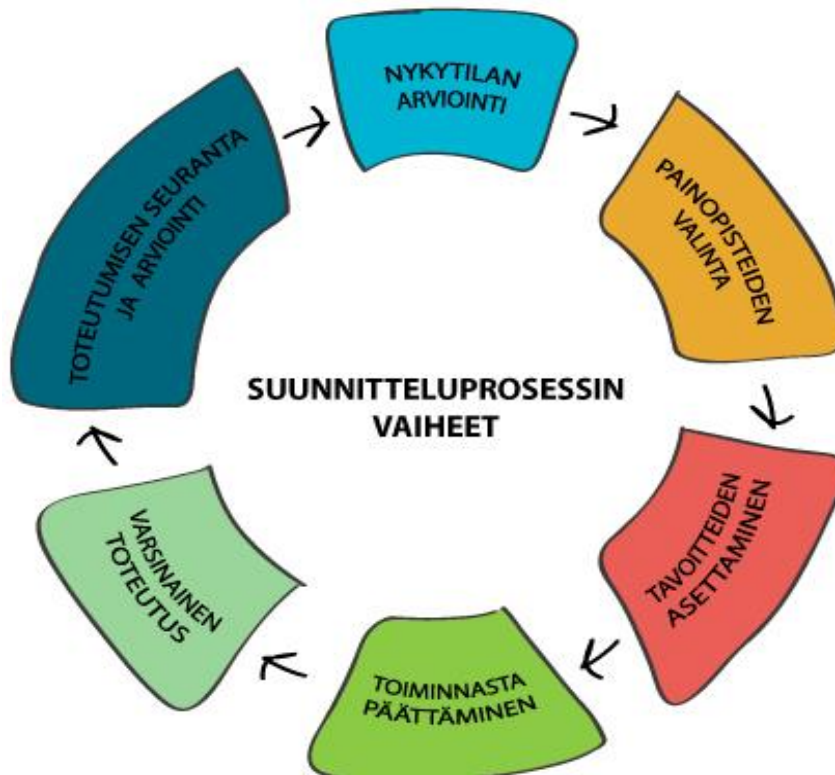 NYKYTILAN
ARVIOINTI
PAINOPISTEIDEN
VALINTA
TAVOITTEIDEN
ASETTAMINEN
TOIMINNASTA
PÄÄTTÄMINEN
VARSINAINEN
TOTEUTUS
TOTEUTUMISEN SEURANTA
JA ARVIOINTI
SUUNNITTELUPROSESSIN
VAIHEET